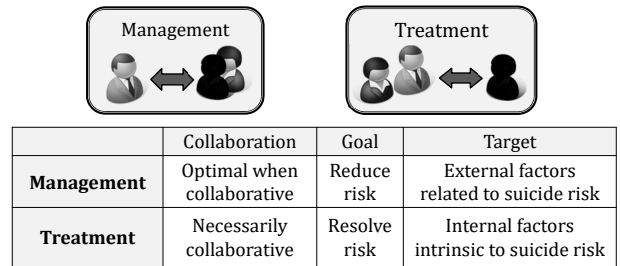 Management
Treatment
Collaboration Goal Target
Management Optimal when collaborative Reduce risk External factors related to suicide risk
Treatment Necessarily collaborative Resolve risk Internal factors intrinsic to suicide risk